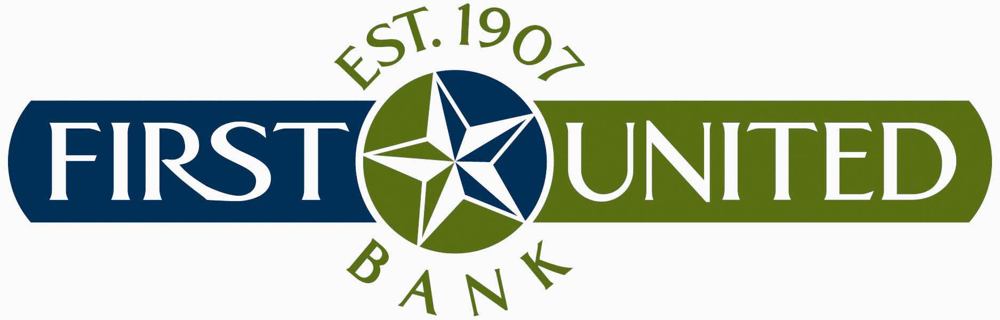 EST. 1907
FIRST UNITED
BANK